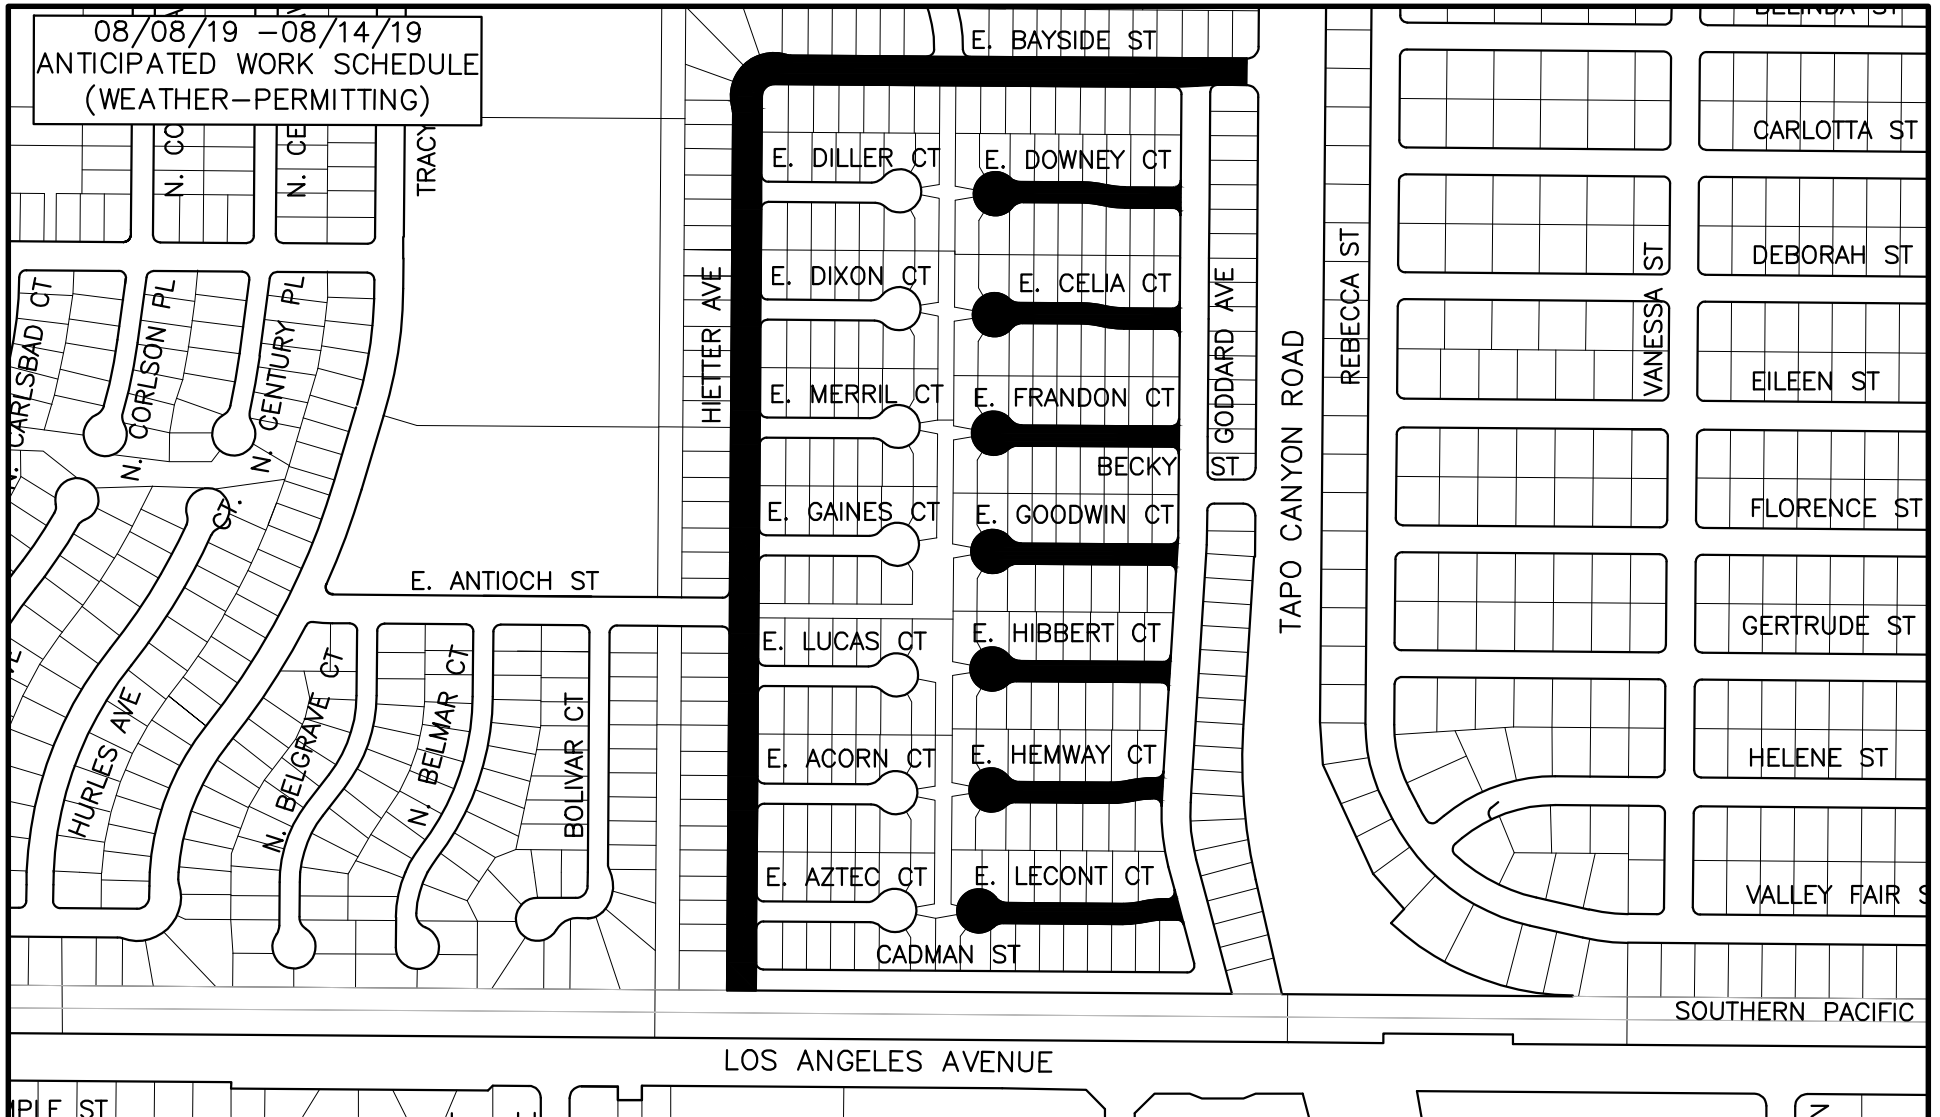 08/08/19 –08/14/19
ANTICIPATED WORK SCHEDULE
(WEATHER–PERMITTING)
E. BAYSIDE ST
CARLOTTA ST
TRACY
E. DILLER CT
E. DOWNEY CT
DEBORAH ST
E. DIXON CT
E. CELIA CT
HIETTER AVE
GODDARD AVE
TAPO CANYON ROAD
REBECCA ST
VANESSA ST
N. CARLSBAD CT
N. CORLSON PL
N. CENTURY PL
CT.
EILEEN ST
E. MERRIL CT
E. FRANDON CT
BECKY ST
FLORENCE ST
E. GAINES CT
E. GOODWIN CT
E. ANTIOCH ST
GERTRUDE ST
E. LUCAS CT
E. HIBBERT CT
HURLES AVE
N. BELGRAVE CT
N. BELMAR CT
BOLIVAR CT
E. ACORN CT
E. HEMWAY CT
HELENE ST
E. AZTEC CT
E. LECONT CT
VALLEY FAIR
CADMAN ST
SOUTHERN PACIFIC
LOS ANGELES AVENUE
ST